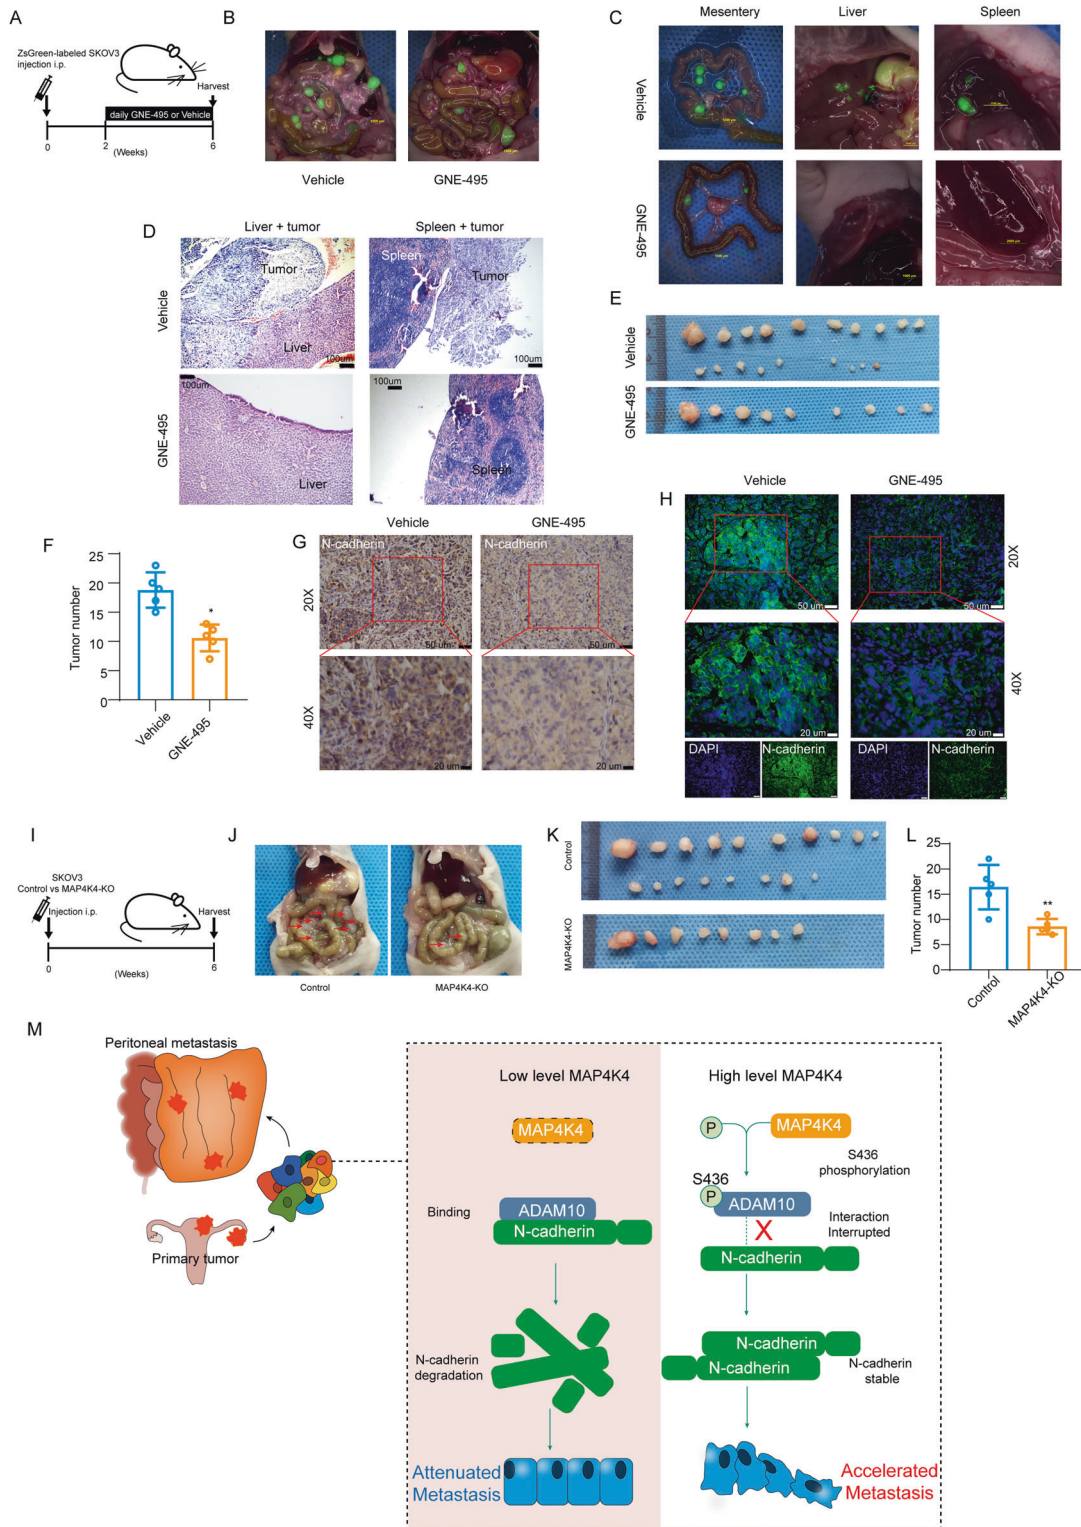 A
ZsGreen-labeled SKOV3
injection i.p.
Harvest
daily GNE-495 or Vehicle
0
2
6
(Weeks)
B
Vehicle
GNE-495
C
Mesentery
Liver
Spleen
Vehicle
GNE-495
D
Liver + tumor
Spleen + tumor
Vehicle
Tumor
Liver
100um
Spleen
Tumor
100um
GNE-495
100um
Liver
100um
Spleen
E
Vehicle
GNE-495
F
Tumor number
25
20
15
10
5
0
*
Vehicle
GNE-495
G
Vehicle
GNE-495
20X
N-cadherin
50 um
N-cadherin
50 um
40X
20 um
20 um
H
Vehicle
GNE-495
20X
50 um
50 um
40X
20 um
20 um
DAPI
N-cadherin
DAPI
N-cadherin
I
SKOV3
Control vs MAP4K4-KO
Injection i.p.
Harvest
0
6
(Weeks)
J
Control
MAP4K4-KO
K
Control
MAP4K4-KO
L
Tumor number
25
20
15
10
5
0
**
Control
MAP4K4-KO
M
Peritoneal metastasis
Primary tumor
Low level MAP4K4
MAP4K4
Binding
ADAM10
N-cadherin
N-cadherin
degradation
Attenuated
Metastasis
High level MAP4K4
P
MAP4K4
S436
phosphorylation
S436
P
ADAM10
X
Interaction
Interrupted
N-cadherin
N-cadherin
N-cadherin
N-cadherin
stable
Accelerated
Metastasis